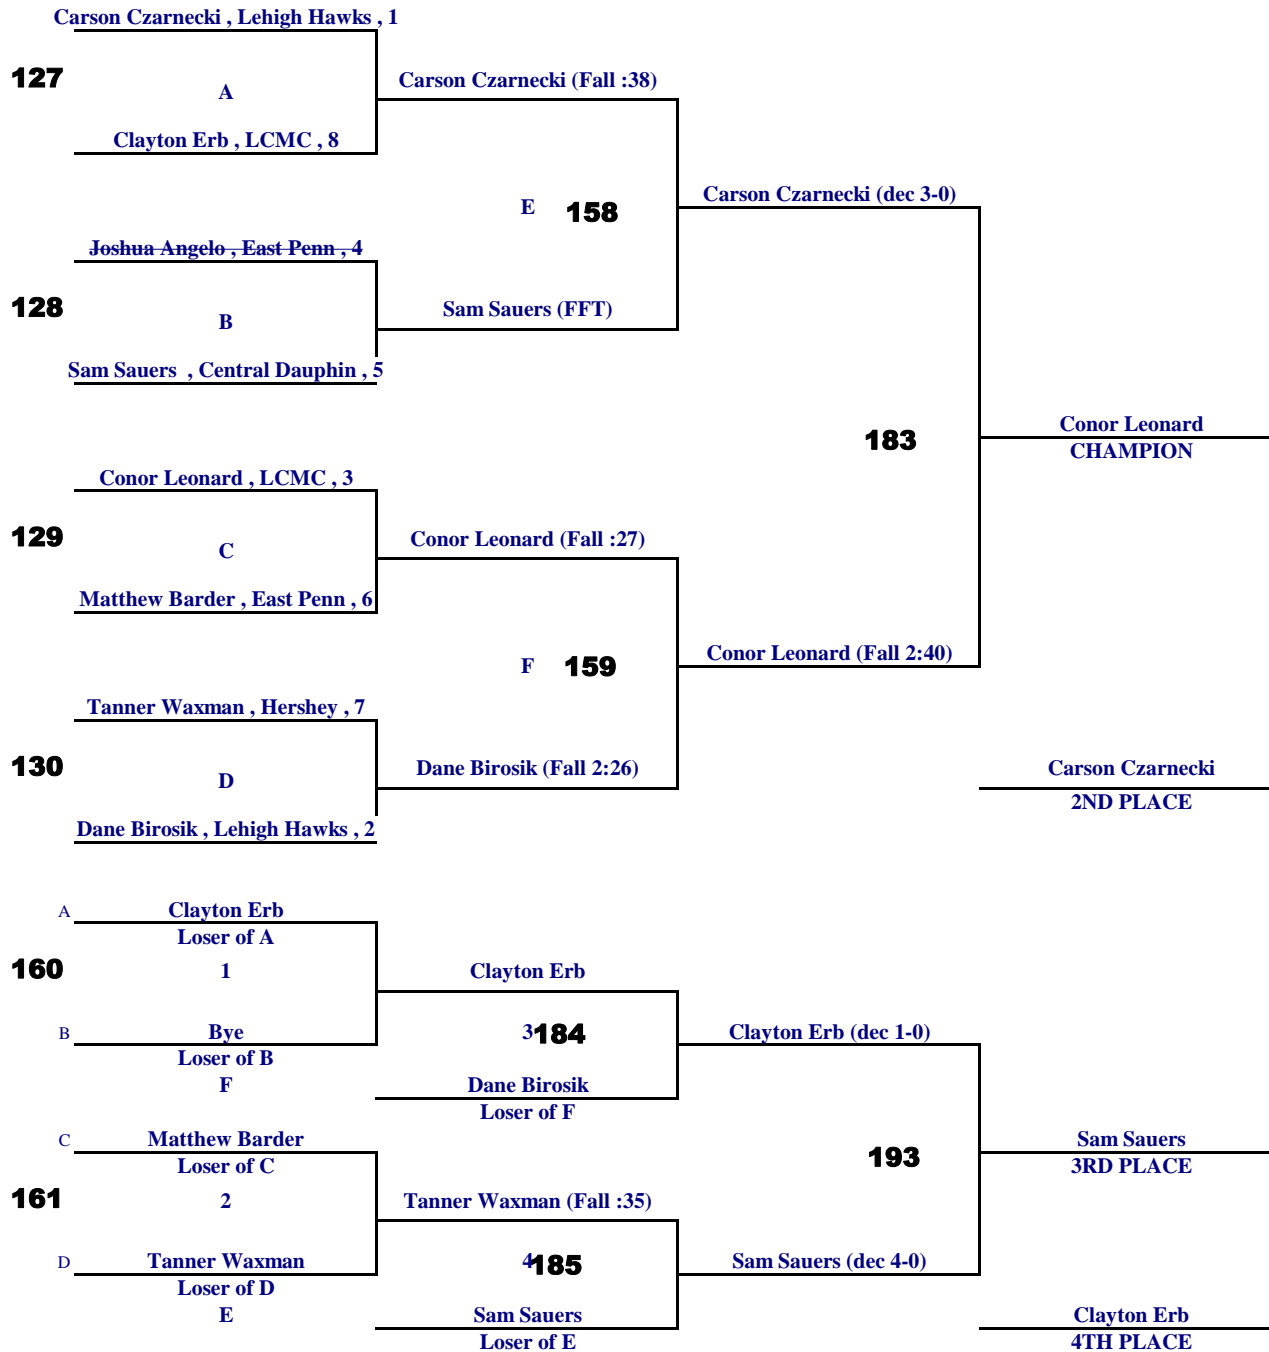 Carson Czarnecki , Lehigh Hawks , 1
127
A
Carson Czarnecki (Fall :38)
Clayton Erb , LCMC , 8
E 158
Carson Czarnecki (dec 3-0)
Joshua Angelo , East Penn , 4
128
B
Sam Sauers (FFT)
Sam Sauers , Central Dauphin , 5
183
Conor Leonard
CHAMPION
Conor Leonard , LCMC , 3
129
C
Conor Leonard (Fall :27)
Matthew Barder , East Penn , 6
F 159
Conor Leonard (Fall 2:40)
Tanner Waxman , Hershey , 7
130
D
Dane Birosik (Fall 2:26)
Carson Czarnecki
2ND PLACE
Dane Birosik , Lehigh Hawks , 2
A Clayton Erb
Loser of A
160
1
Clayton Erb
B Bye
Loser of B
3 184
Clayton Erb (dec 1-0)
F
Dane Birosik
Loser of F
C Matthew Barder
Loser of C
193
Sam Sauers
3RD PLACE
161
2
Tanner Waxman (Fall :35)
D Tanner Waxman
Loser of D
4 185
Sam Sauers (dec 4-0)
E
Sam Sauers
Loser of E
Clayton Erb
4TH PLACE